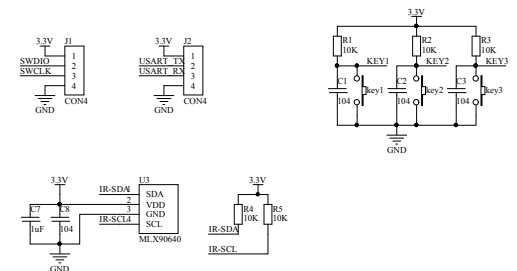 3.3V J1
1
SWDIO 2
SWCLK 3
4
GND CON4
3.3V J2
1
USART_TX 2
USART_RX 3
4
GND CON4
3.3V
R1 R2 R3
10K 10K 10K
KEY1 KEY2 KEY3
C1 C2 C3
key1 key2 key3
104 104 104
GND
3.3V U3
IR-SDA 1 SDA
2 VDD
3 GND
IR-SCL 4 SCL
MLX90640
C7 C8
1uF 104
GND
3.3V
R4 R5
10K 10K
IR-SDA
IR-SCL